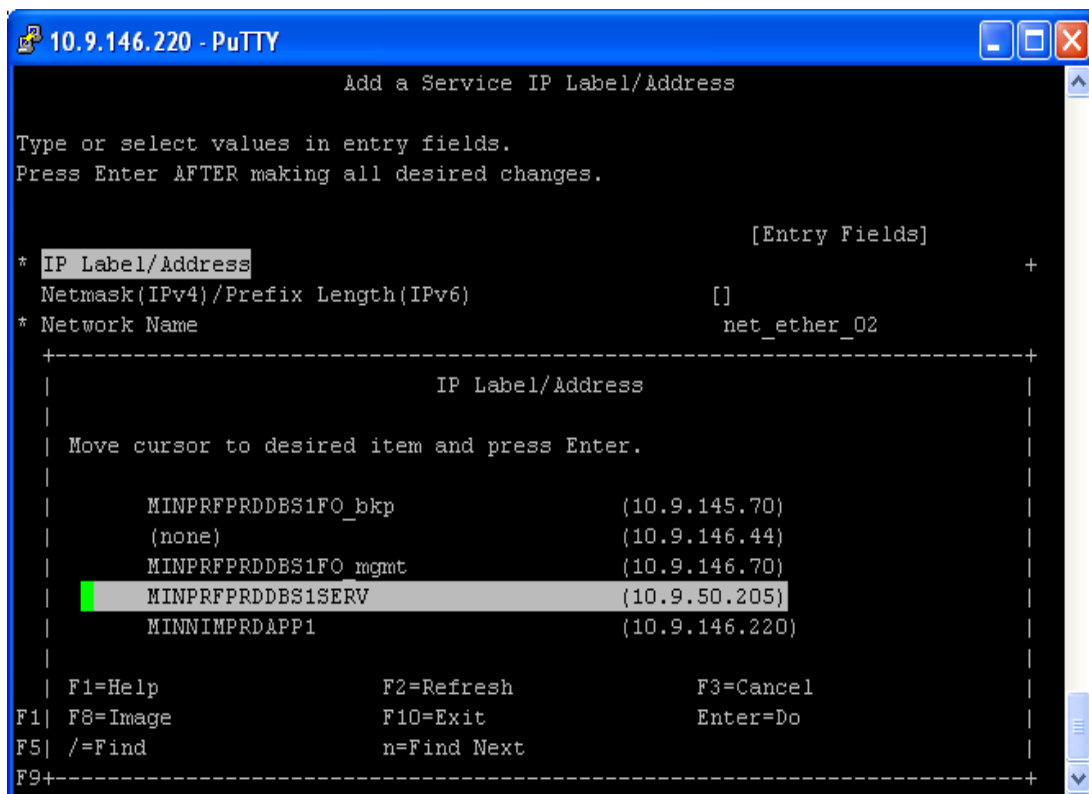 10.9.146.220 - PuTTY
Add a Service IP Label/Address
Type or select values in entry fields.
Press Enter AFTER making all desired changes.
[Entry Fields]
* IP Label/Address +
Netmask(IPv4)/Prefix Length(IPv6) []
* Network Name net_ether_02
+--------------------------------------------------------------------------+
| IP Label/Address |
| |
| Move cursor to desired item and press Enter. |
| |
| MINPRFPRDDBS1FO_bkp (10.9.145.70) |
| (none) (10.9.146.44) |
| MINPRFPRDDBS1FO_mgmt (10.9.146.70) |
| MINPRFPRDDBS1SERV (10.9.50.205) |
| MINNIMPRDAPP1 (10.9.146.220) |
| |
| F1=Help F2=Refresh F3=Cancel |
F1| F8=Image F10=Exit Enter=Do |
F5| /=Find n=Find Next |
F9+--------------------------------------------------------------------------+